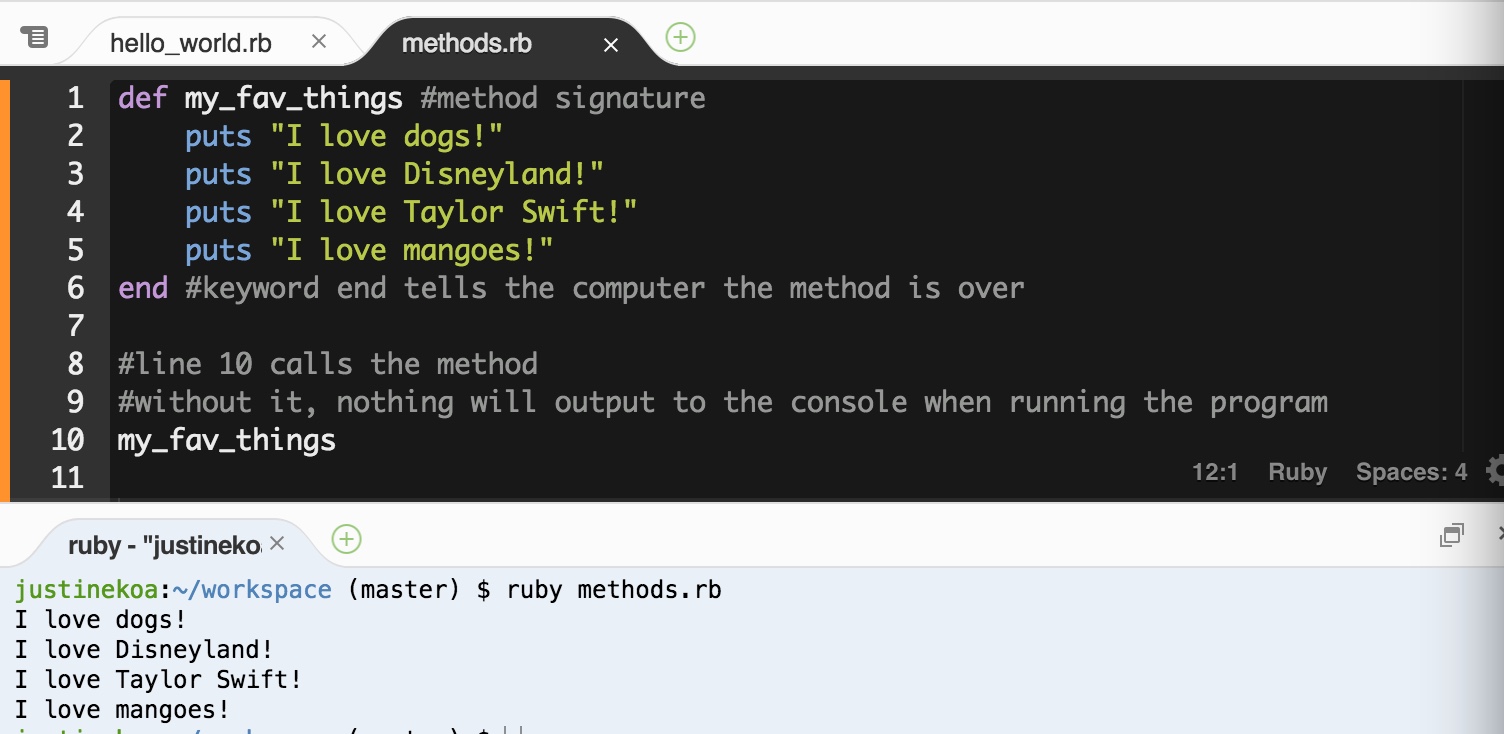 hello_world.rb × methods.rb ×
1 def my_fav_things #method signature
2     puts "I love dogs!"
3     puts "I love Disneyland!"
4     puts "I love Taylor Swift!"
5     puts "I love mangoes!"
6 end #keyword end tells the computer the method is over
7
8 #line 10 calls the method
9 #without it, nothing will output to the console when running the program
10 my_fav_things
11
12:1 Ruby Spaces: 4
ruby - "justineko ×
justinekoa:~/workspace (master) $ ruby methods.rb
I love dogs!
I love Disneyland!
I love Taylor Swift!
I love mangoes!